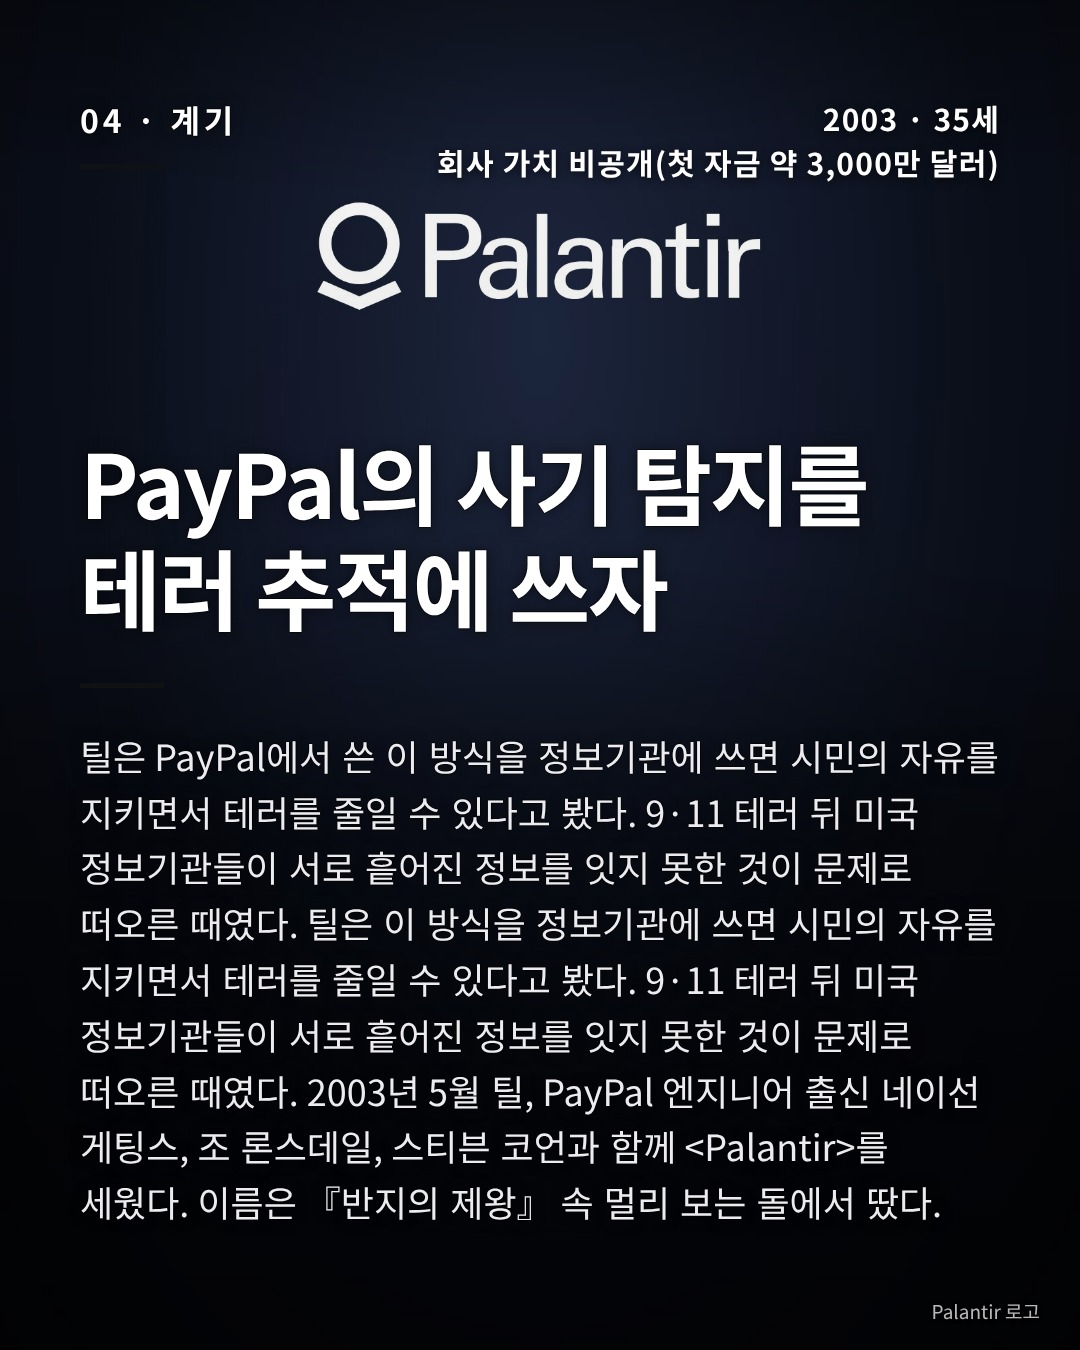 04 · 계기
2003 · 35세
회사 가치 비공개(첫 자금 약 3,000만 달러)
Palantir
PayPal의 사기 탐지를
테러 추적에 쓰자
틸은 PayPal에서 쓴 이 방식을 정보기관에 쓰면 시민의 자유를
지키면서 테러를 줄일 수 있다고 봤다. 9·11 테러 뒤 미국
정보기관들이 서로 흩어진 정보를 잇지 못한 것이 문제로
떠오른 때였다. 틸은 이 방식을 정보기관에 쓰면 시민의 자유를
지키면서 테러를 줄일 수 있다고 봤다. 9·11 테러 뒤 미국
정보기관들이 서로 흩어진 정보를 잇지 못한 것이 문제로
떠오른 때였다. 2003년 5월 틸, PayPal 엔지니어 출신 네이선
게팅스, 조 론스데일, 스티븐 코언과 함께 <Palantir>를
세웠다. 이름은 『반지의 제왕』 속 멀리 보는 돌에서 땄다.
Palantir 로고